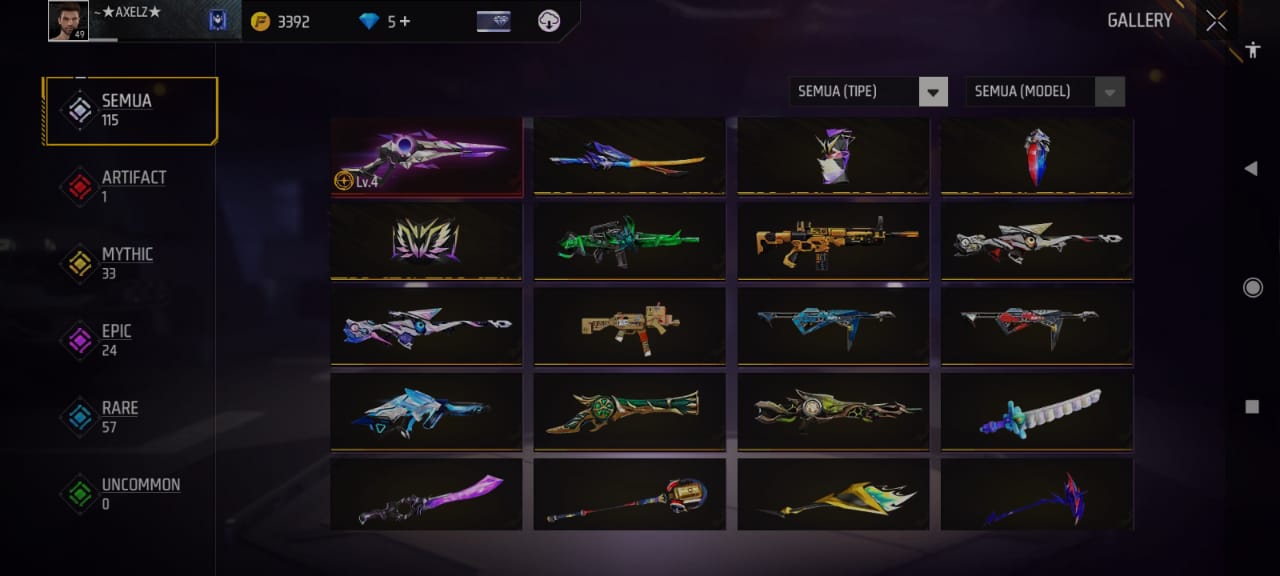 ~★AXELZ★
49
3392
5+
GALLERY
SEMUA (TIPE)
SEMUA (MODEL)
SEMUA
115
ARTIFACT
1
MYTHIC
33
EPIC
24
RARE
57
UNCOMMON
0
Lv.4